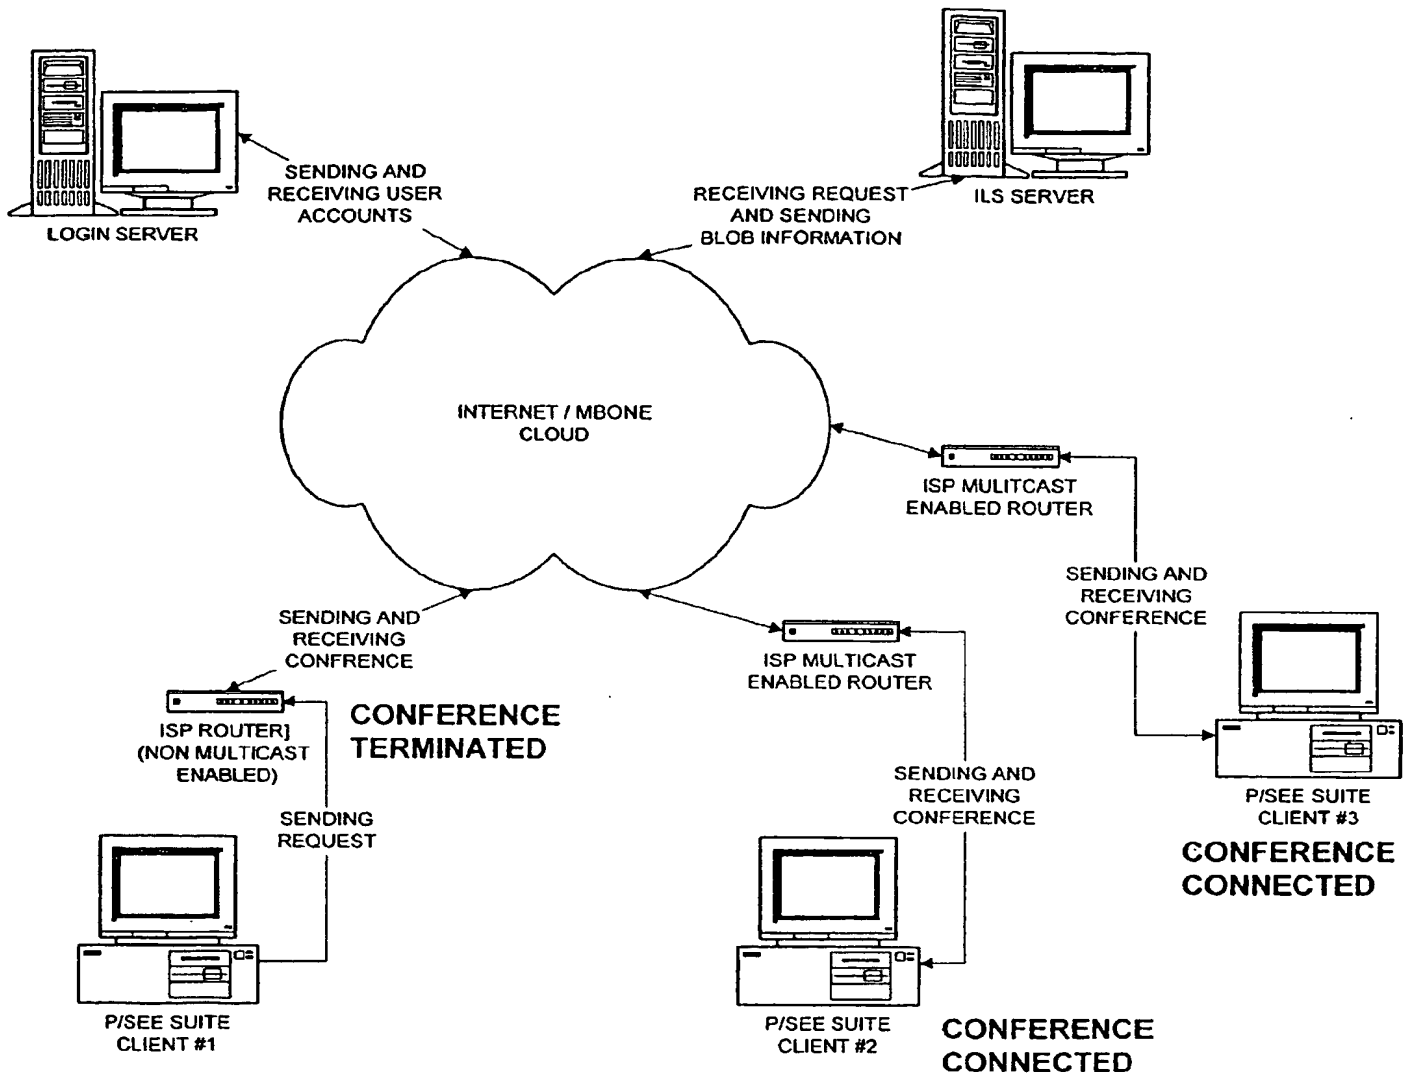 SENDING AND
RECEIVING USER
ACCOUNTS
LOGIN SERVER
RECEIVING REQUEST
AND SENDING
BLOB INFORMATION
ILS SERVER
INTERNET / MBONE
CLOUD
ISP MULITCAST
ENABLED ROUTER
SENDING AND
RECEIVING
CONFERENCE
P/SEE SUITE
CLIENT #3
CONFERENCE
CONNECTED
SENDING AND
RECEIVING
CONFRENCE
ISP ROUTER]
(NON MULTICAST
ENABLED)
CONFERENCE
TERMINATED
SENDING
REQUEST
P/SEE SUITE
CLIENT #1
ISP MULTICAST
ENABLED ROUTER
SENDING AND
RECEIVING
CONFERENCE
P/SEE SUITE
CLIENT #2
CONFERENCE
CONNECTED